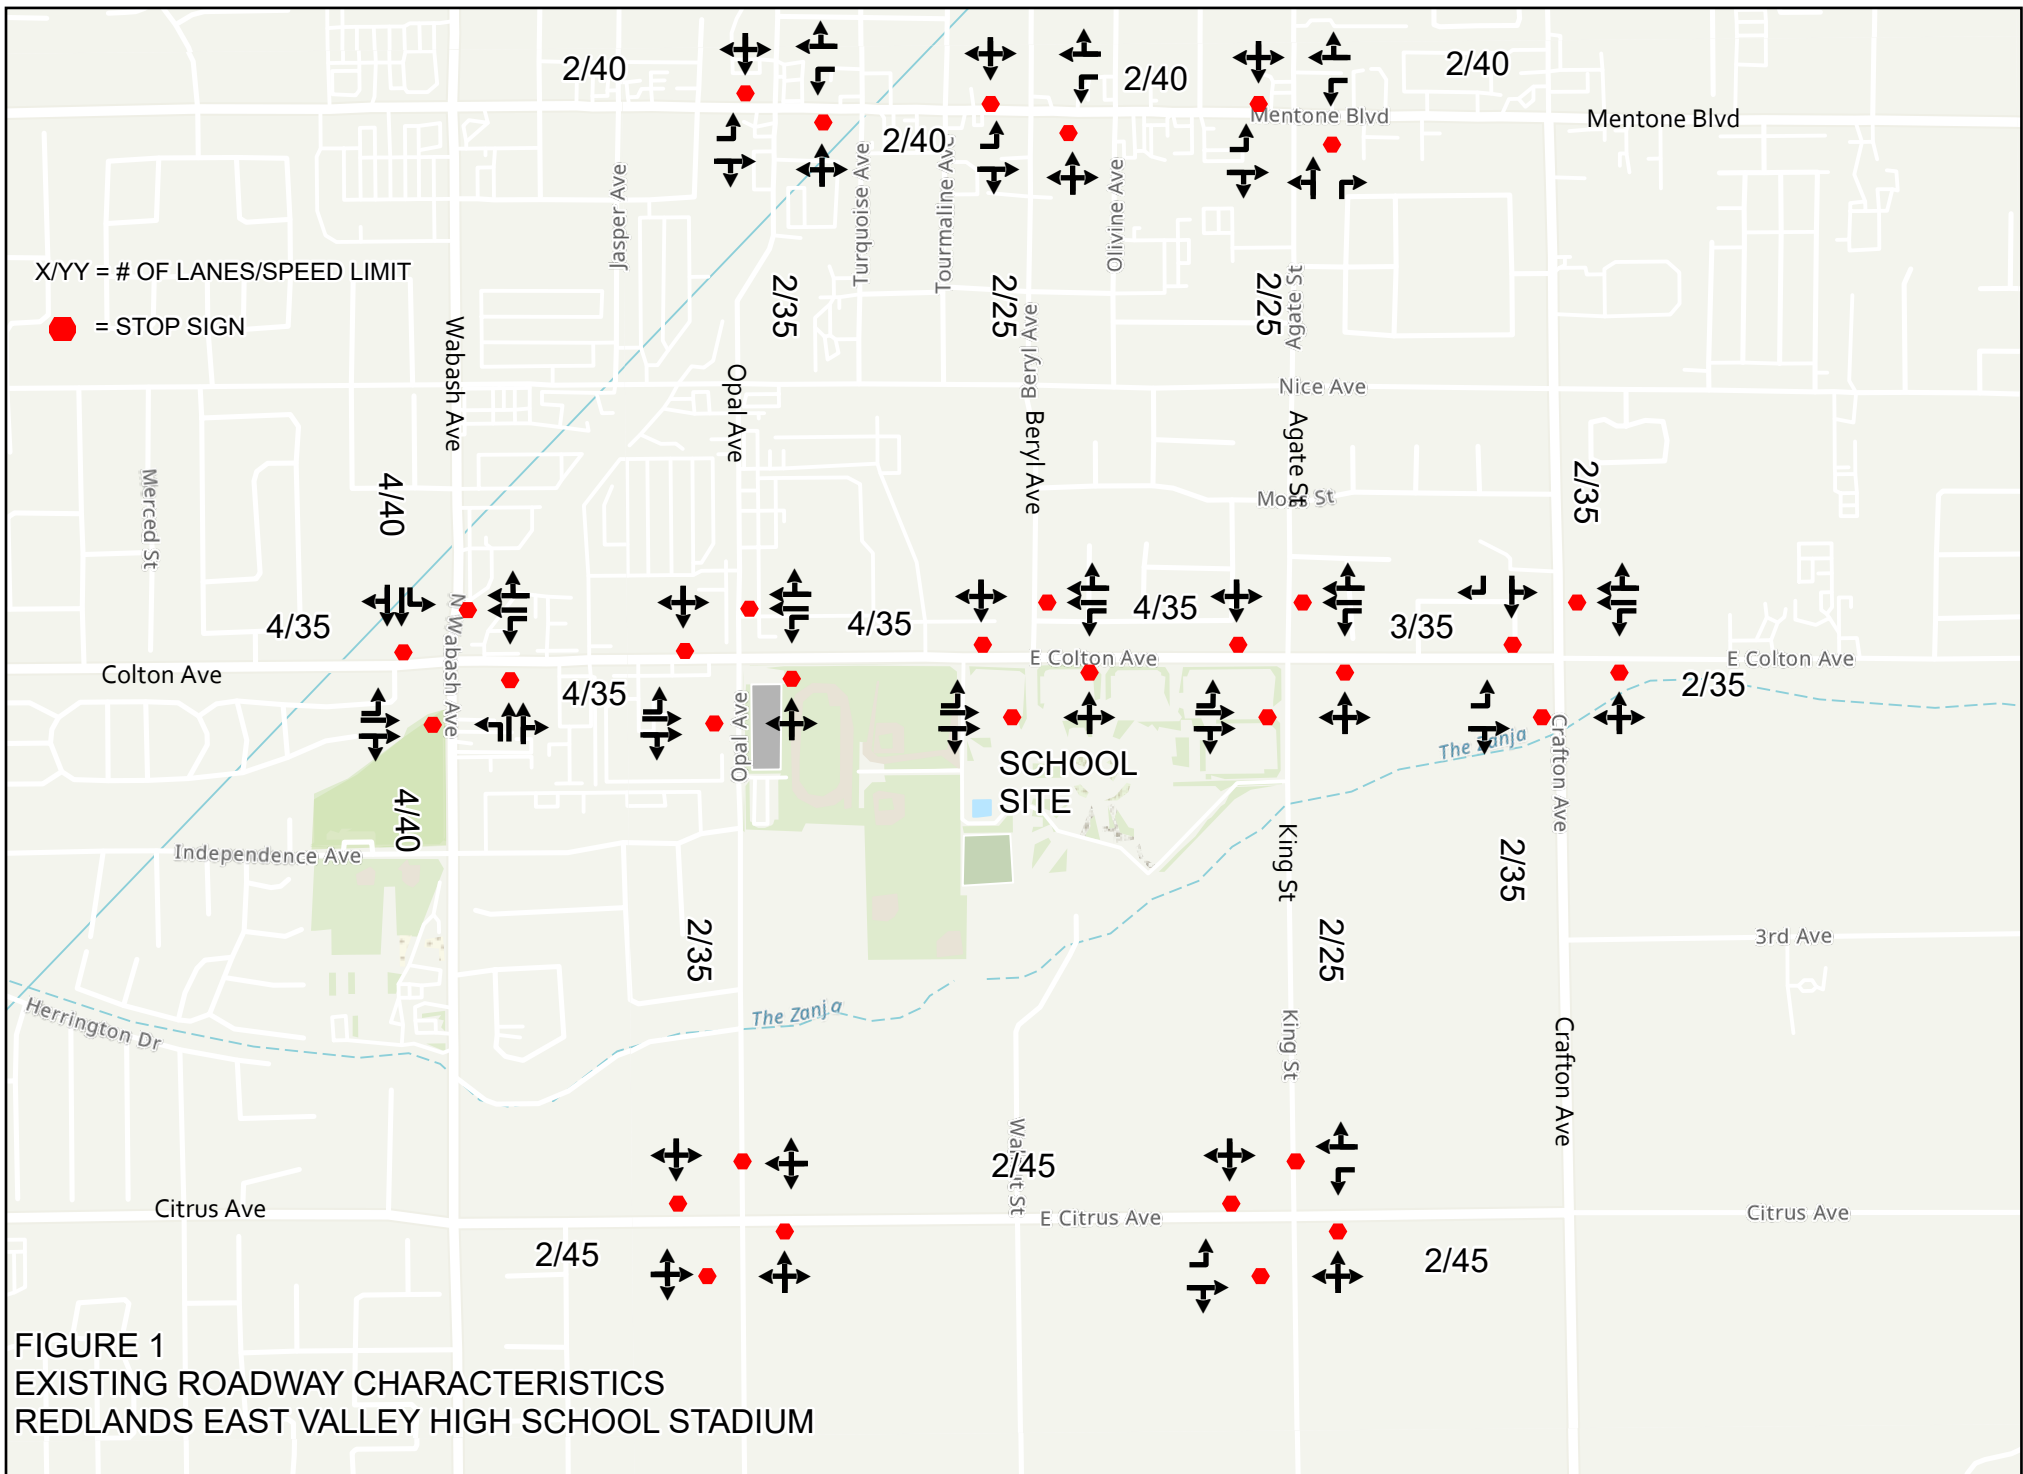 2/40
2/40
2/40
Mentone Blvd
Mentone Blvd
2/40
Jasper Ave
Turquoise Ave
Tourmaline Ave
Olivine Ave
X/YY = # OF LANES/SPEED LIMIT
= STOP SIGN
2/35
2/25
2/25
Agate St
Beryl Ave
Wabash Ave
Opal Ave
Nice Ave
Beryl Ave
Agate St
Merced St
4/40
2/35
Moss St
N Wabash Ave
4/35
4/35
4/35
3/35
Colton Ave
E Colton Ave
E Colton Ave
4/35
2/35
Opal Ave
The Zanja
Crafton Ave
SCHOOL
SITE
4/40
Independence Ave
King St
2/35
2/35
2/25
3rd Ave
Herrington Dr
The Zanja
King St
Crafton Ave
Walnut St
2/45
Citrus Ave
E Citrus Ave
Citrus Ave
2/45
2/45
FIGURE 1
EXISTING ROADWAY CHARACTERISTICS
REDLANDS EAST VALLEY HIGH SCHOOL STADIUM